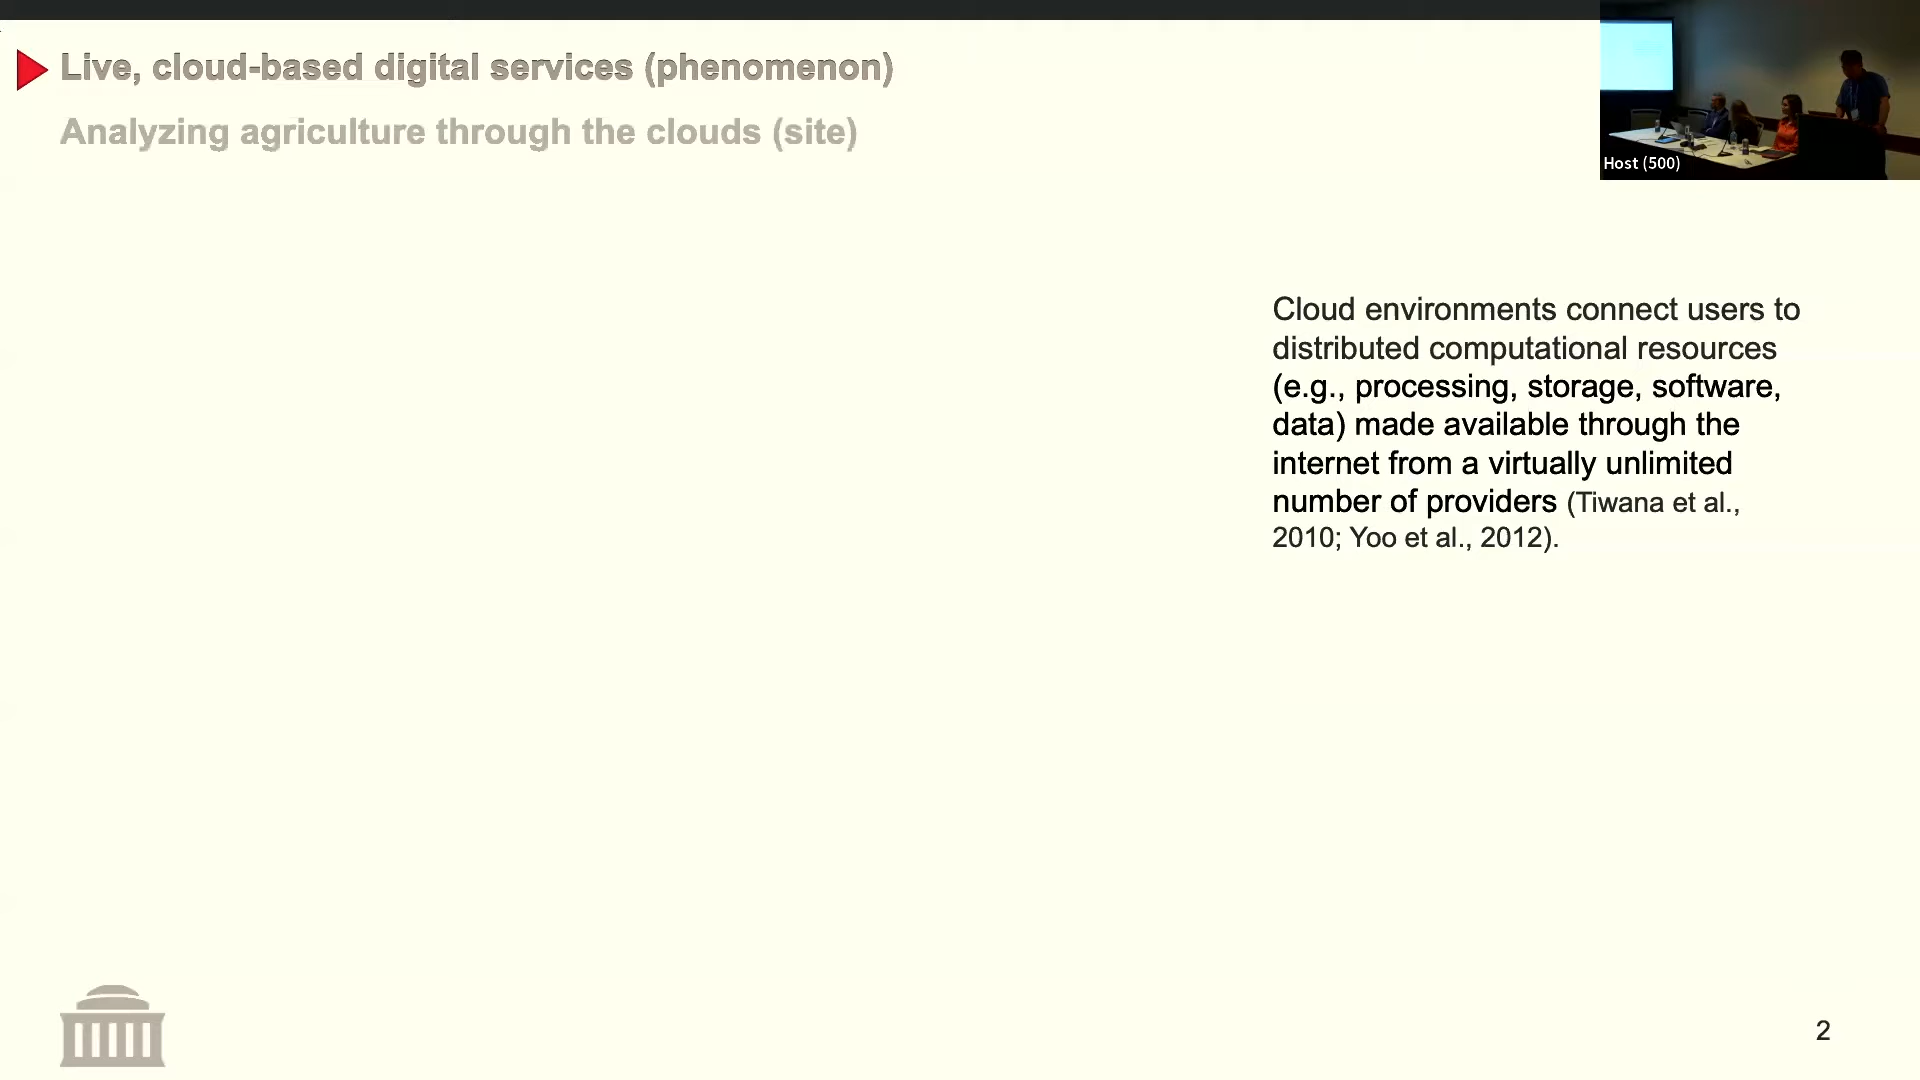 Live, cloud-based digital services (phenomenon)
Analyzing agriculture through the clouds (site)
Host (500)
Cloud environments connect users to
distributed computational resources
(e.g., processing, storage, software,
data) made available through the
internet from a virtually unlimited
number of providers (Tiwana et al.,
2010; Yoo et al., 2012).
2